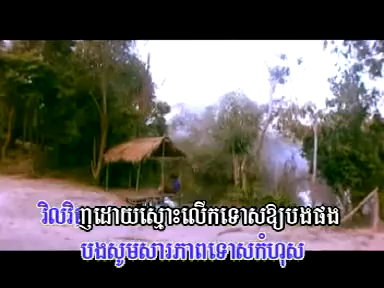 វិលវិញដោយស្មោះលើកទោសឱ្យបងផង
បងសូមសារភាពទោសកំហុស